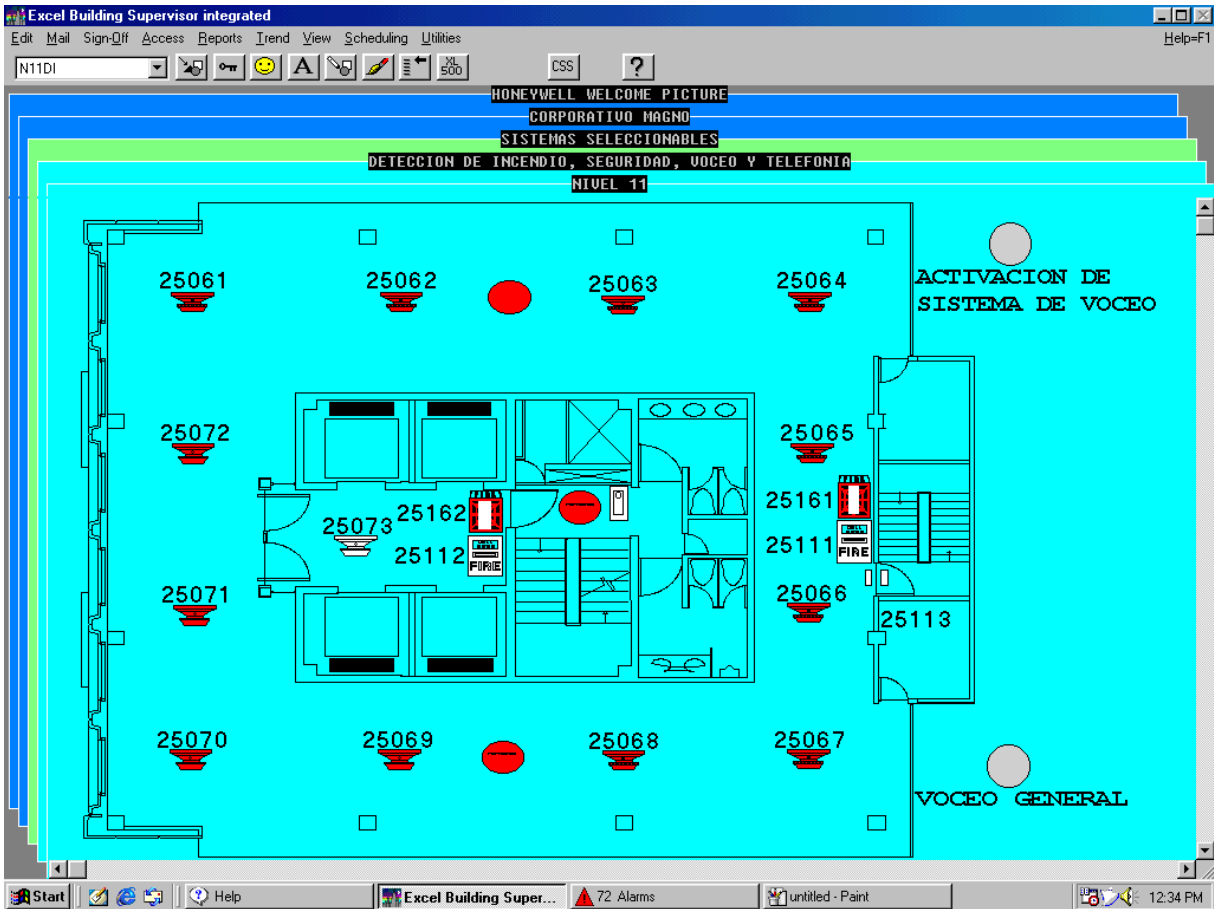 Excel Building Supervisor integrated
Edit Mail Sign-Off Access Reports Trend View Scheduling Utilities Help=F1
N11DI A XL 500 CSS ?
HONEYWELL WELCOME PICTURE
CORPORATIVO MAGNO
SISTEMAS SELECCIONABLES
DETECCION DE INCENDIO, SEGURIDAD, VOCEO Y TELEFONIA
NIVEL 11
25061 25062 25063 25064
ACTIVACION DE
SISTEMA DE VOCEO
25072 25065
25162 25161
25073
25112 25111
FIRE FIRE
25071 25066
25113
25070 25069 25068 25067
VOCEO GENERAL
Start Help Excel Building Super... 72 Alarms untitled - Paint 12:34 PM